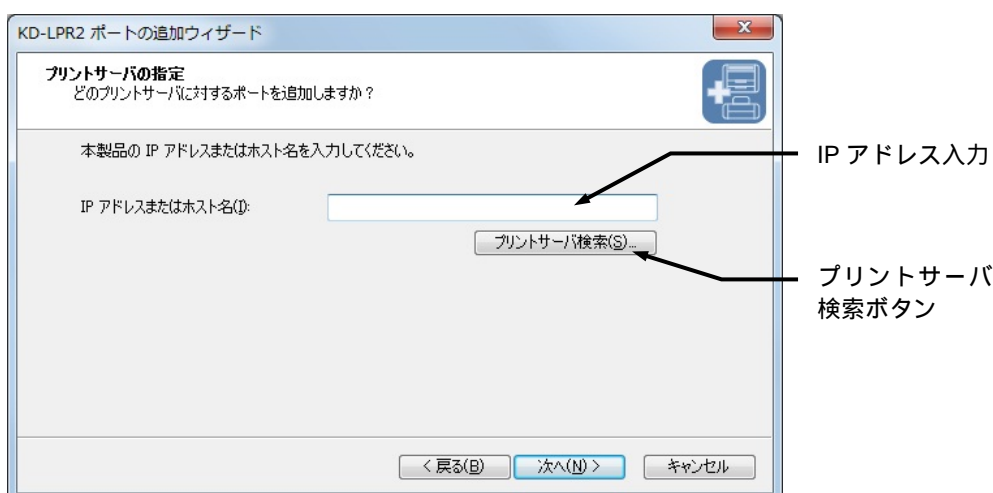 KD-LPR2 ポートの追加ウィザード
プリントサーバの指定
どのプリントサーバに対するポートを追加しますか？
本製品の IP アドレスまたはホスト名を入力してください。
IP アドレスまたはホスト名(I):
プリントサーバ検索(S)...
< 戻る(B)
次へ(N) >
キャンセル
IP アドレス入力
プリントサーバ
検索ボタン